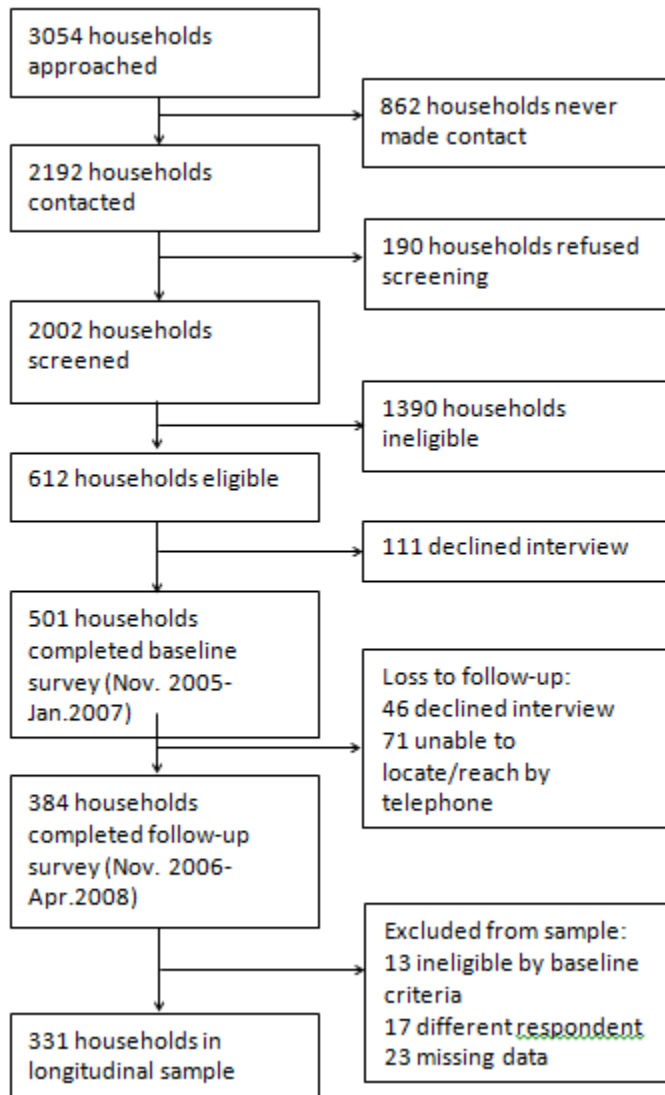 3054 households
approached
862 households never
made contact
2192 households
contacted
190 households refused
screening
2002 households
screened
1390 households
ineligible
612 households eligible
111 declined interview
501 households
completed baseline
survey (Nov. 2005-
Jan.2007)
Loss to follow-up:
46 declined interview
71 unable to
locate/reach by
telephone
384 households
completed follow-up
survey (Nov. 2006-
Apr.2008)
Excluded from sample:
13 ineligible by baseline
criteria
17 different respondent
23 missing data
331 households in
longitudinal sample